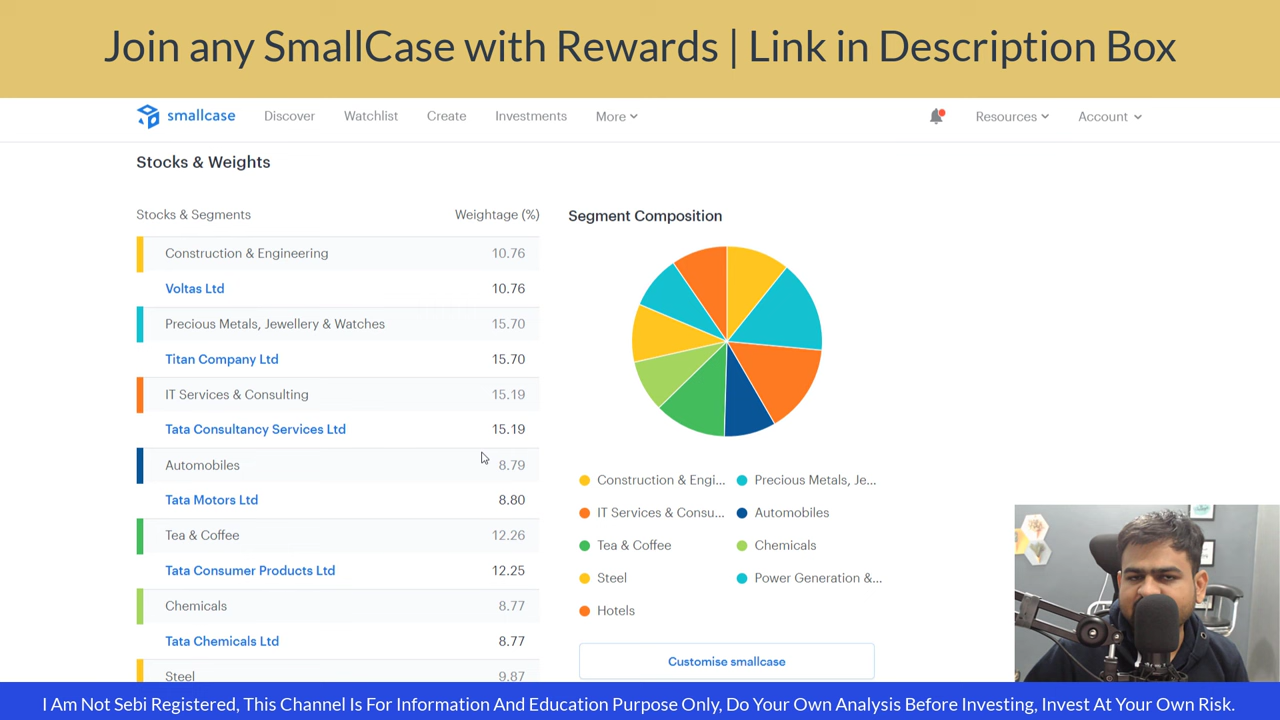 Join any SmallCase with Rewards | Link in Description Box
smallcase Discover Watchlist Create Investments More Resources Account
Stocks & Weights
Stocks & Segments Weightage (%)
Construction & Engineering 10.76
Voltas Ltd 10.76
Precious Metals, Jewellery & Watches 15.70
Titan Company Ltd 15.70
IT Services & Consulting 15.19
Tata Consultancy Services Ltd 15.19
Automobiles 8.79
Tata Motors Ltd 8.80
Tea & Coffee 12.26
Tata Consumer Products Ltd 12.25
Chemicals 8.77
Tata Chemicals Ltd 8.77
Steel 9.87
Segment Composition
Construction & Engi... Precious Metals, Je...
IT Services & Consu... Automobiles
Tea & Coffee Chemicals
Steel Power Generation &...
Hotels
Customise smallcase
I Am Not Sebi Registered, This Channel Is For Information And Education Purpose Only, Do Your Own Analysis Before Investing, Invest At Your Own Risk.